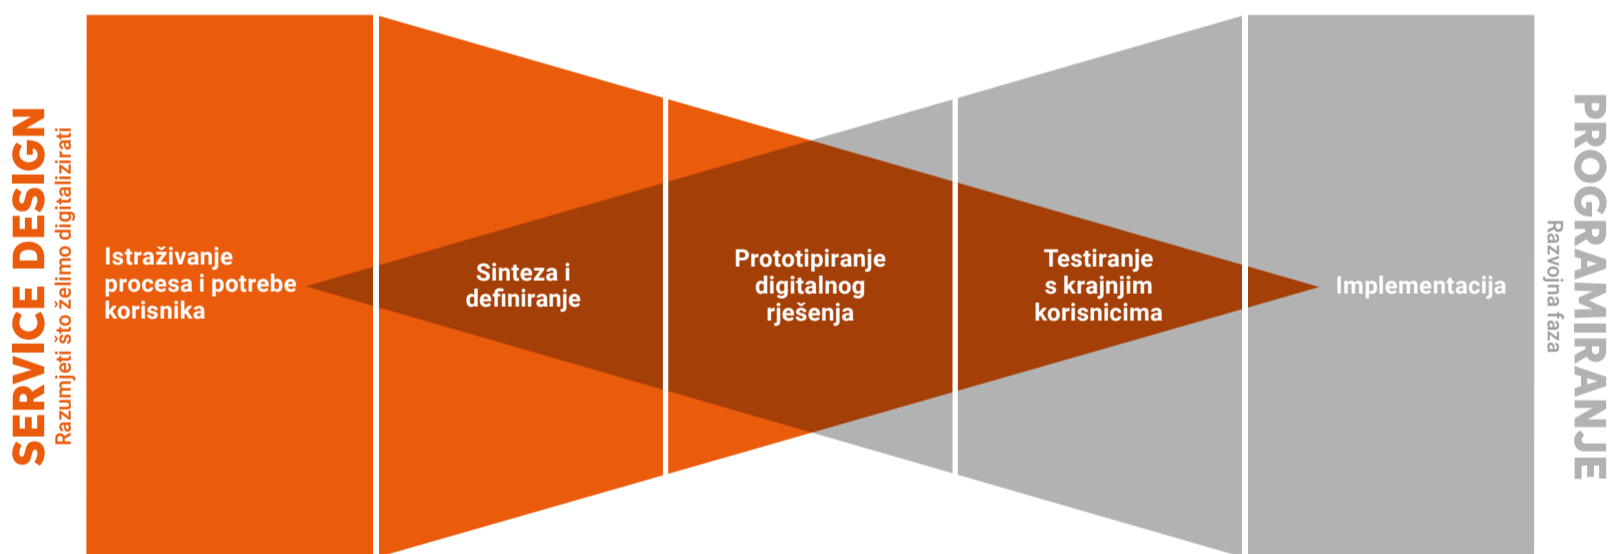 SERVICE DESIGN
Razumjeti što želimo digitalizirati
Istraživanje
procesa i potrebe
korisnika
Sinteza i
definiranje
Prototipiranje
digitalnog
rješenja
Testiranje
s krajnjim
korisnicima
Implementacija
Razvojna faza
PROGRAMIRANJE